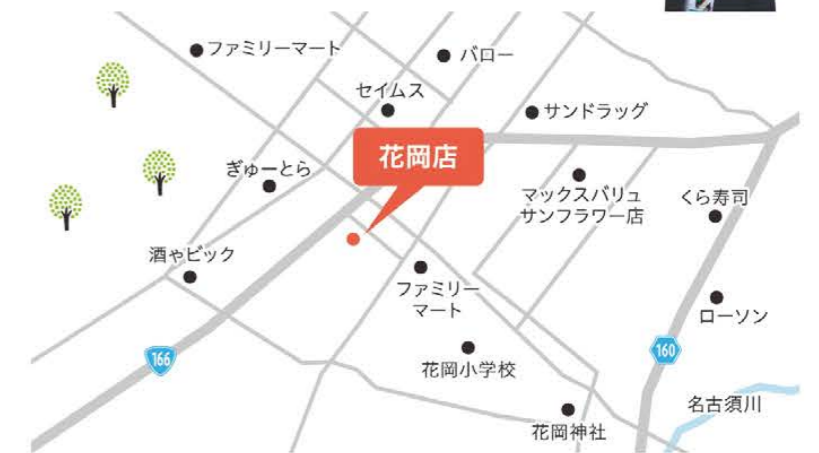 ファミリーマート
バロー
セイムス
サンドラッグ
花岡店
ぎゅーとら
マックスバリュ
サンフラワー店
くら寿司
酒やビック
ファミリー
マート
ローソン
166
160
花岡小学校
名古須川
花岡神社